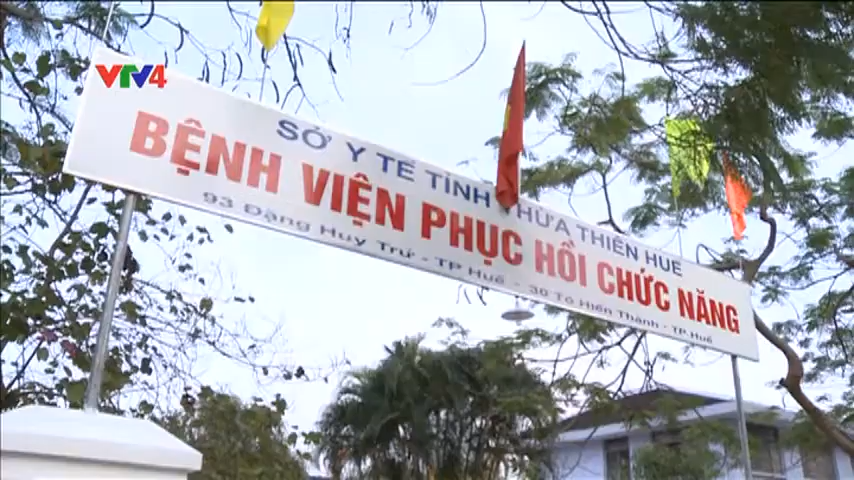 VTV4
SỞ Y TẾ TỈNH THỪA THIÊN HUẾ
BỆNH VIỆN PHỤC HỒI CHỨC NĂNG
93 Đặng Huy Trứ - TP Huế - 30 Tô Hiến Thành - TP. Huế